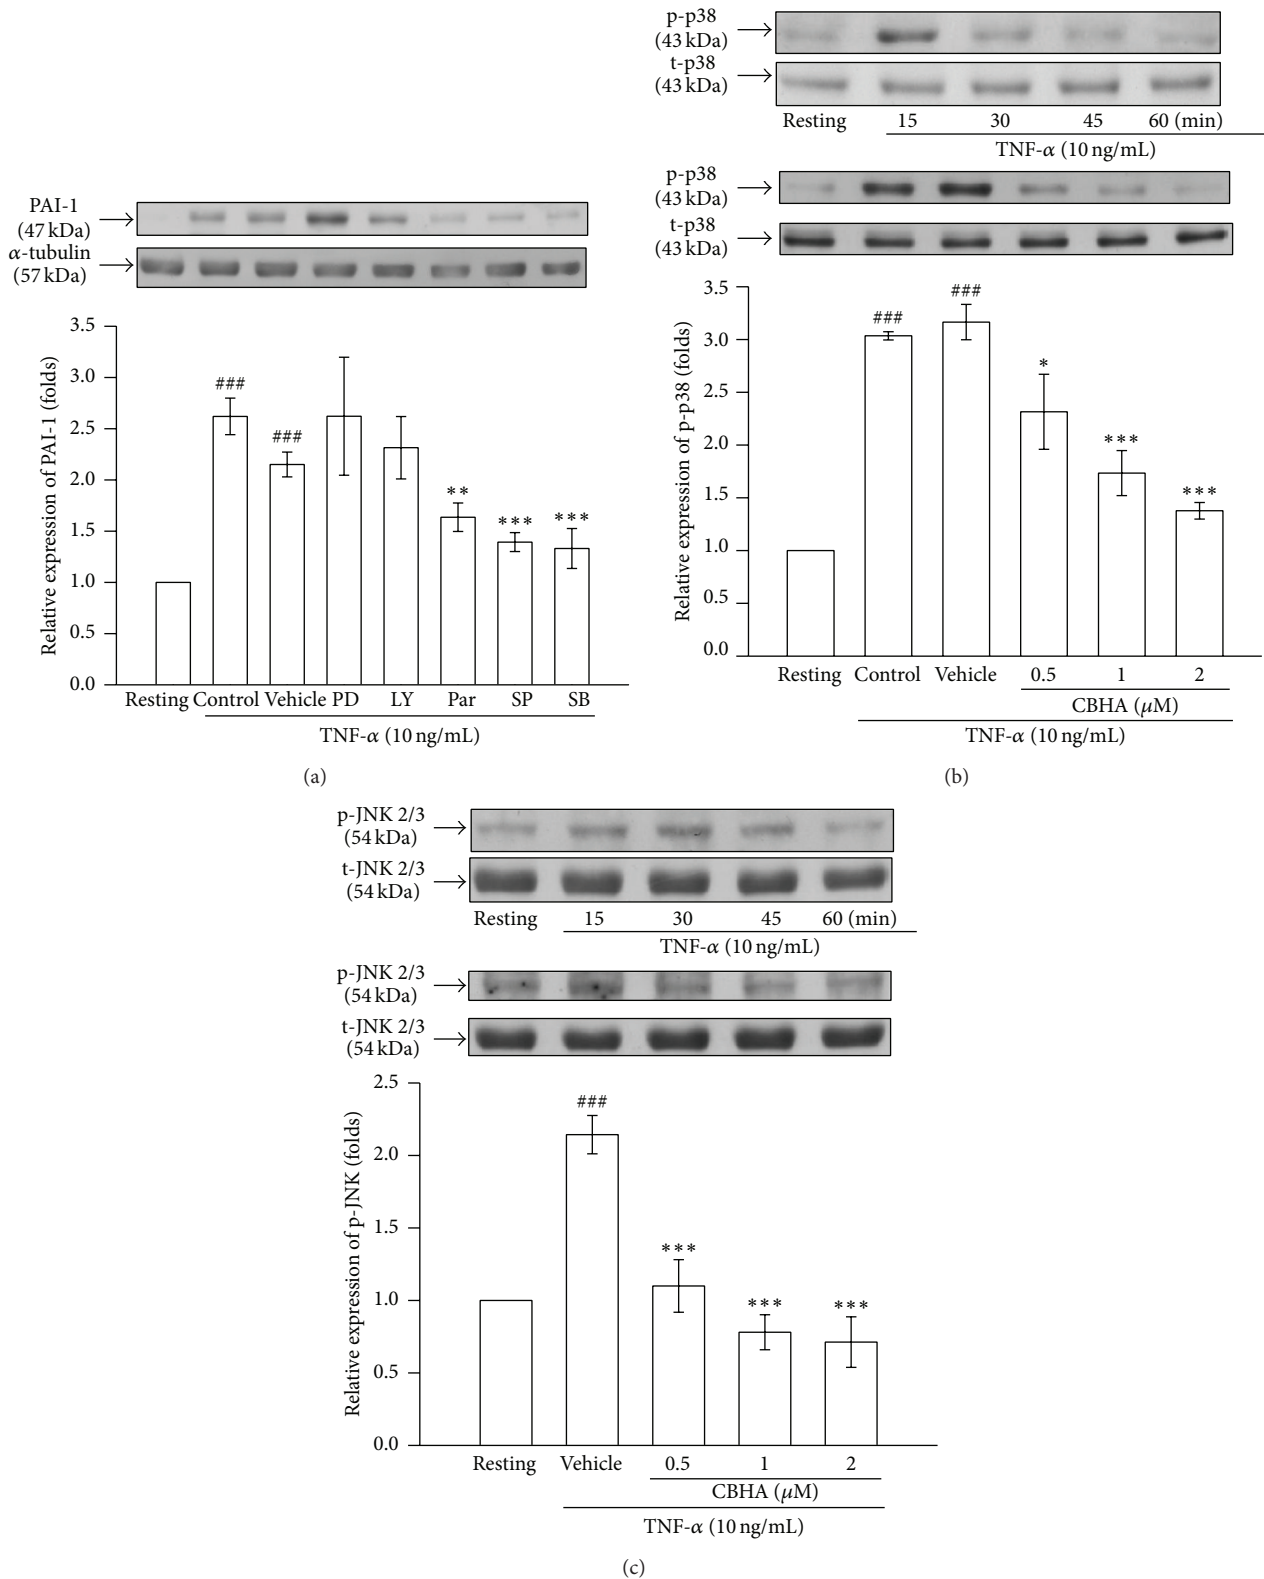 PAI-1
(47 kDa)
α-tubulin
(57 kDa)
Relative expression of PAI-1 (folds)
3.5
3.0
2.5
2.0
1.5
1.0
0.5
0.0
###
###
**
***
***
Resting Control Vehicle PD LY Par SP SB
TNF-α (10 ng/mL)
(a)
p-p38
(43 kDa)
t-p38
(43 kDa)
Resting 15 30 45 60 (min)
TNF-α (10 ng/mL)
p-p38
(43 kDa)
t-p38
(43 kDa)
Relative expression of p-p38 (folds)
3.5
3.0
2.5
2.0
1.5
1.0
0.5
0.0
###
###
*
***
***
Resting Control Vehicle 0.5 1 2
CBHA (μM)
TNF-α (10 ng/mL)
(b)
p-JNK 2/3
(54 kDa)
t-JNK 2/3
(54 kDa)
Resting 15 30 45 60 (min)
TNF-α (10 ng/mL)
p-JNK 2/3
(54 kDa)
t-JNK 2/3
(54 kDa)
Relative expression of p-JNK (folds)
2.5
2.0
1.5
1.0
0.5
0.0
###
***
***
***
Resting Vehicle 0.5 1 2
CBHA (μM)
TNF-α (10 ng/mL)
(c)